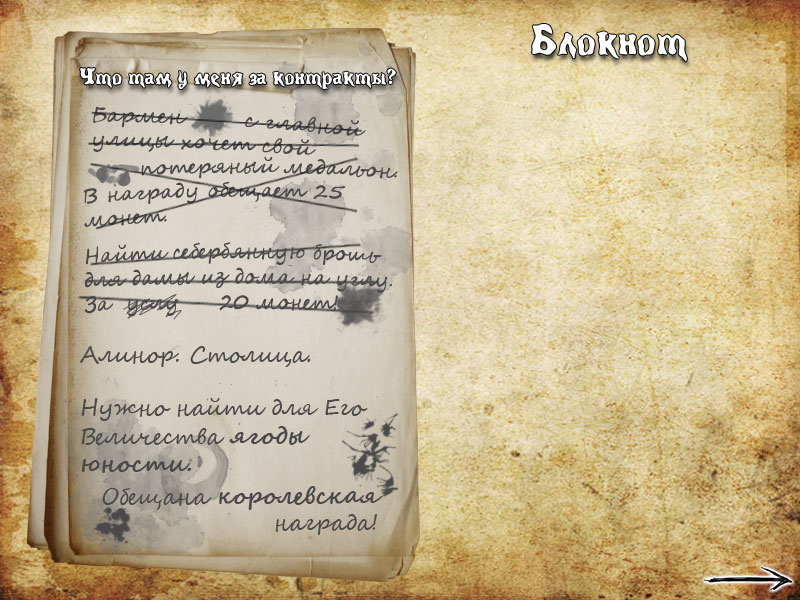 Блокнот
Что там у меня за контракты?
Бармен с главной
улицы хочет свой
потеряный медальон.
В награду обещает 25
монет.
Найти себербянную брошь
для дамы из дома на углу.
За услу 20 монет!
Алинор. Столица.
Нужно найти для Его
Величества ягоды
юности.
Обещана королевская
награда!